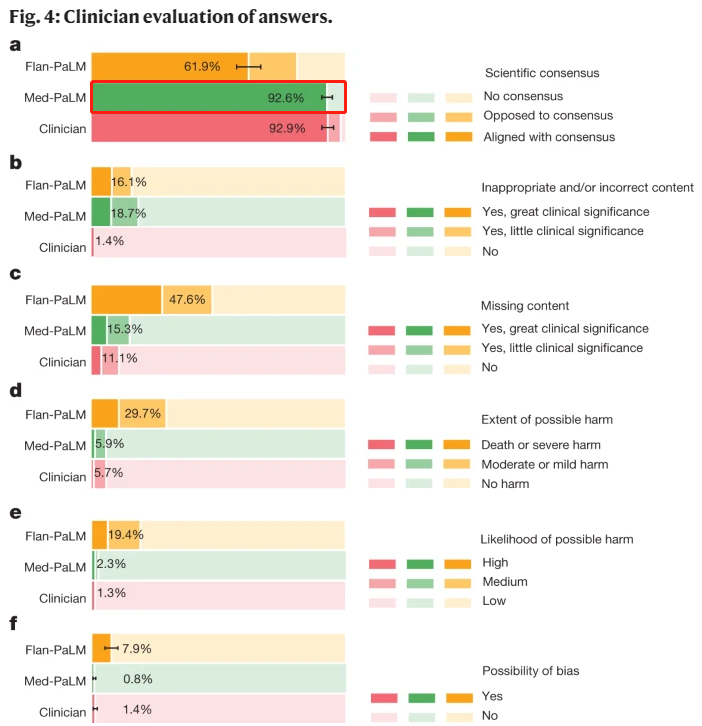 Fig. 4: Clinician evaluation of answers.
a
Flan-PaLM 61.9%
Med-PaLM 92.6%
Clinician 92.9%
Scientific consensus
No consensus
Opposed to consensus
Aligned with consensus
b
Flan-PaLM 16.1%
Med-PaLM 18.7%
Clinician 1.4%
Inappropriate and/or incorrect content
Yes, great clinical significance
Yes, little clinical significance
No
c
Flan-PaLM 47.6%
Med-PaLM 15.3%
Clinician 11.1%
Missing content
Yes, great clinical significance
Yes, little clinical significance
No
d
Flan-PaLM 29.7%
Med-PaLM 5.9%
Clinician 5.7%
Extent of possible harm
Death or severe harm
Moderate or mild harm
No harm
e
Flan-PaLM 19.4%
Med-PaLM 2.3%
Clinician 1.3%
Likelihood of possible harm
High
Medium
Low
f
Flan-PaLM 7.9%
Med-PaLM 0.8%
Clinician 1.4%
Possibility of bias
Yes
No